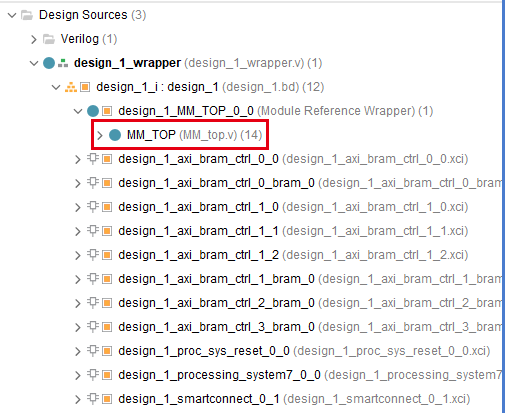 Design Sources (3)
Verilog (1)
design_1_wrapper (design_1_wrapper.v) (1)
design_1_i : design_1 (design_1.bd) (12)
design_1_MM_TOP_0_0 (Module Reference Wrapper) (1)
MM_TOP (MM_top.v) (14)
design_1_axi_bram_ctrl_0_0 (design_1_axi_bram_ctrl_0_0.xci)
design_1_axi_bram_ctrl_0_bram_0 (design_1_axi_bram_ctrl_0_bram
design_1_axi_bram_ctrl_1_0 (design_1_axi_bram_ctrl_1_0.xci)
design_1_axi_bram_ctrl_1_1 (design_1_axi_bram_ctrl_1_1.xci)
design_1_axi_bram_ctrl_1_2 (design_1_axi_bram_ctrl_1_2.xci)
design_1_axi_bram_ctrl_1_bram_0 (design_1_axi_bram_ctrl_1_bram
design_1_axi_bram_ctrl_2_bram_0 (design_1_axi_bram_ctrl_2_bram
design_1_axi_bram_ctrl_3_bram_0 (design_1_axi_bram_ctrl_3_bram
design_1_proc_sys_reset_0_0 (design_1_proc_sys_reset_0_0.xci)
design_1_processing_system7_0_0 (design_1_processing_system7_0
design_1_smartconnect_0_1 (design_1_smartconnect_0_1.xci)